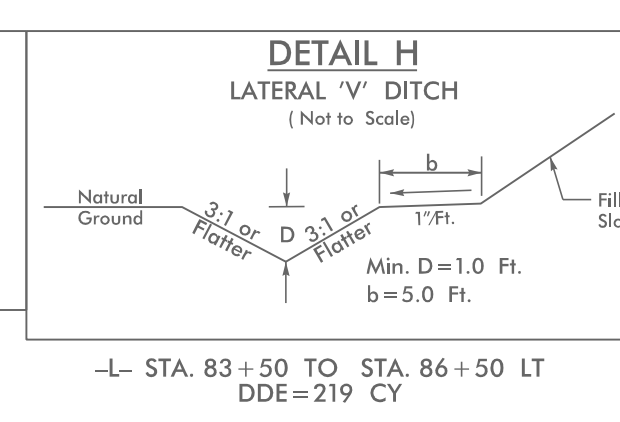 DETAIL H
LATERAL 'V' DITCH
(Not to Scale)
b
Natural
Ground
3:1 or
Flatter
D
3:1 or
Flatter
1"/Ft.
Fill
Min. D=1.0 Ft.
b=5.0 Ft.
-L- STA. 83+50 TO STA. 86+50 LT
DDE=219 CY